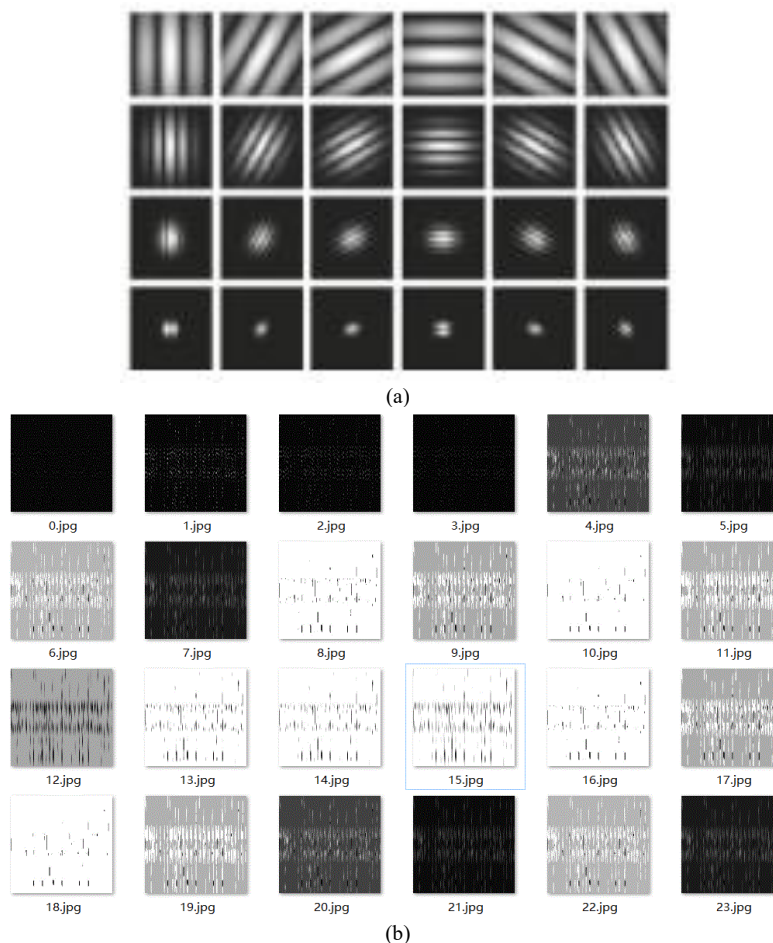 (a)
0.jpg 1.jpg 2.jpg 3.jpg 4.jpg 5.jpg
6.jpg 7.jpg 8.jpg 9.jpg 10.jpg 11.jpg
12.jpg 13.jpg 14.jpg 15.jpg 16.jpg 17.jpg
18.jpg 19.jpg 20.jpg 21.jpg 22.jpg 23.jpg
(b)